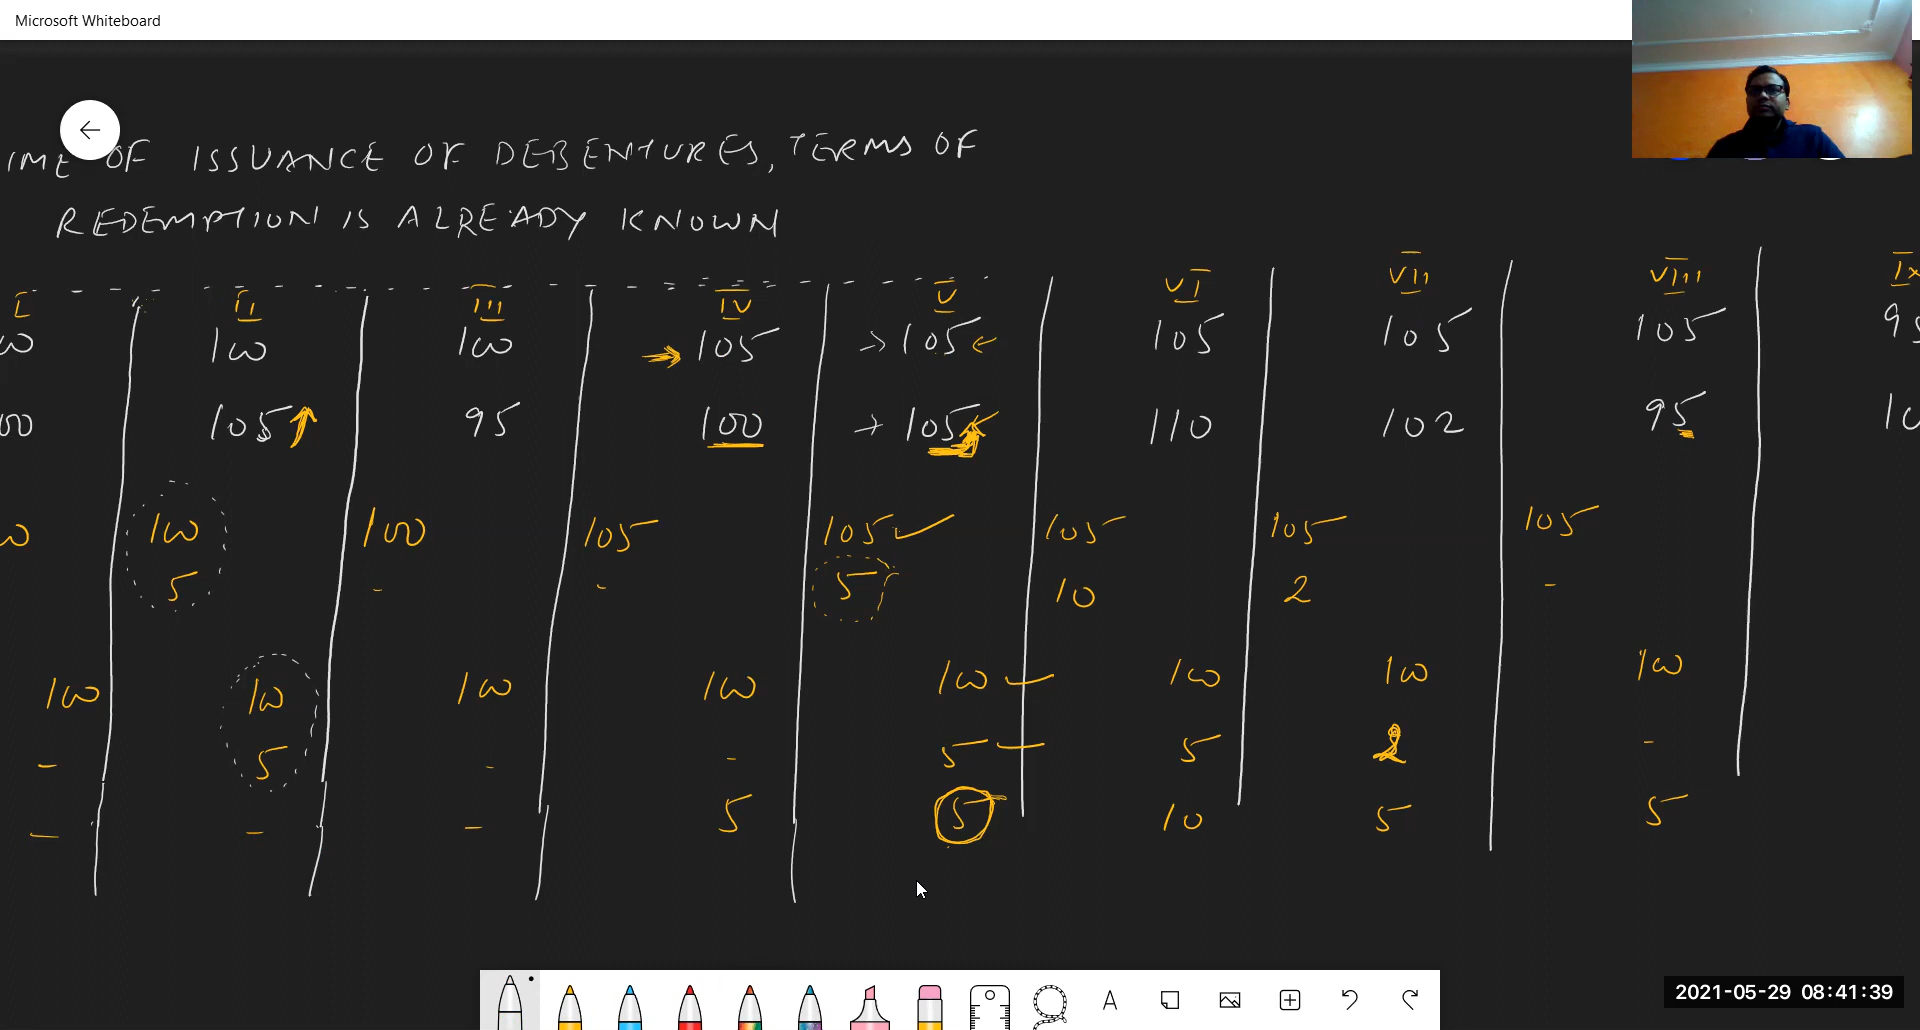 Microsoft Whiteboard
IME OF ISSUANCE OF DEBENTURES, TERMS OF
REDEMPTION IS ALREADY KNOWN
I II III IV V VI VII VIII IX
100 100 → 105 → 105 ← 105 105 105
00 105 ↑ 95 100 → 105 110 102 95
100 100 105 105 ✓ 105 105 105
5 - - 5 10 2 -
100 100 100 100 100 100 100 100
- 5 - - 5 5 2 -
- - - 5 5 10 5 5
2021-05-29 08:41:39